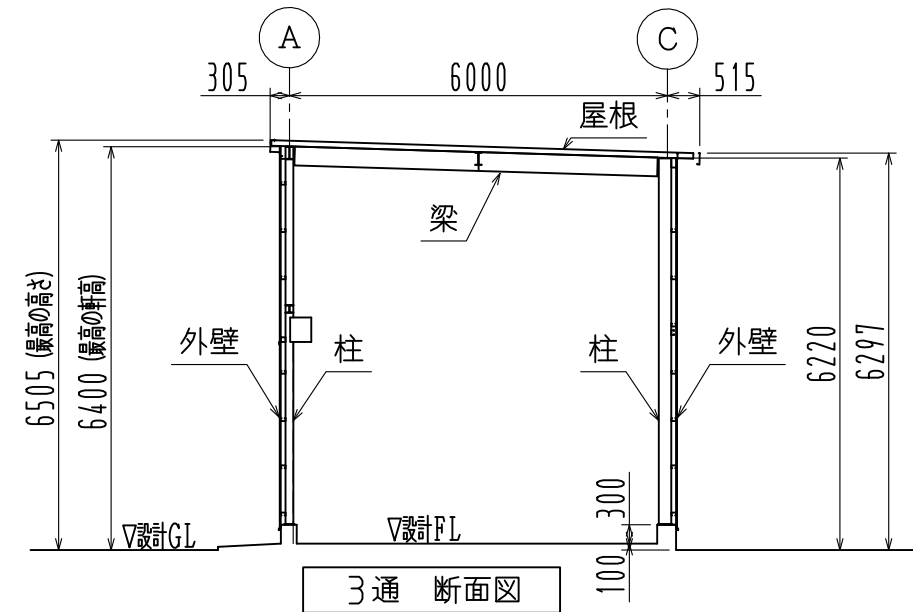 A
C
305
6000
515
屋根
梁
6505 (最高の高さ)
6400 (最高の軒高)
外壁
柱
柱
外壁
6220
6297
300
100
▽設計GL
▽設計FL
3通 断面図